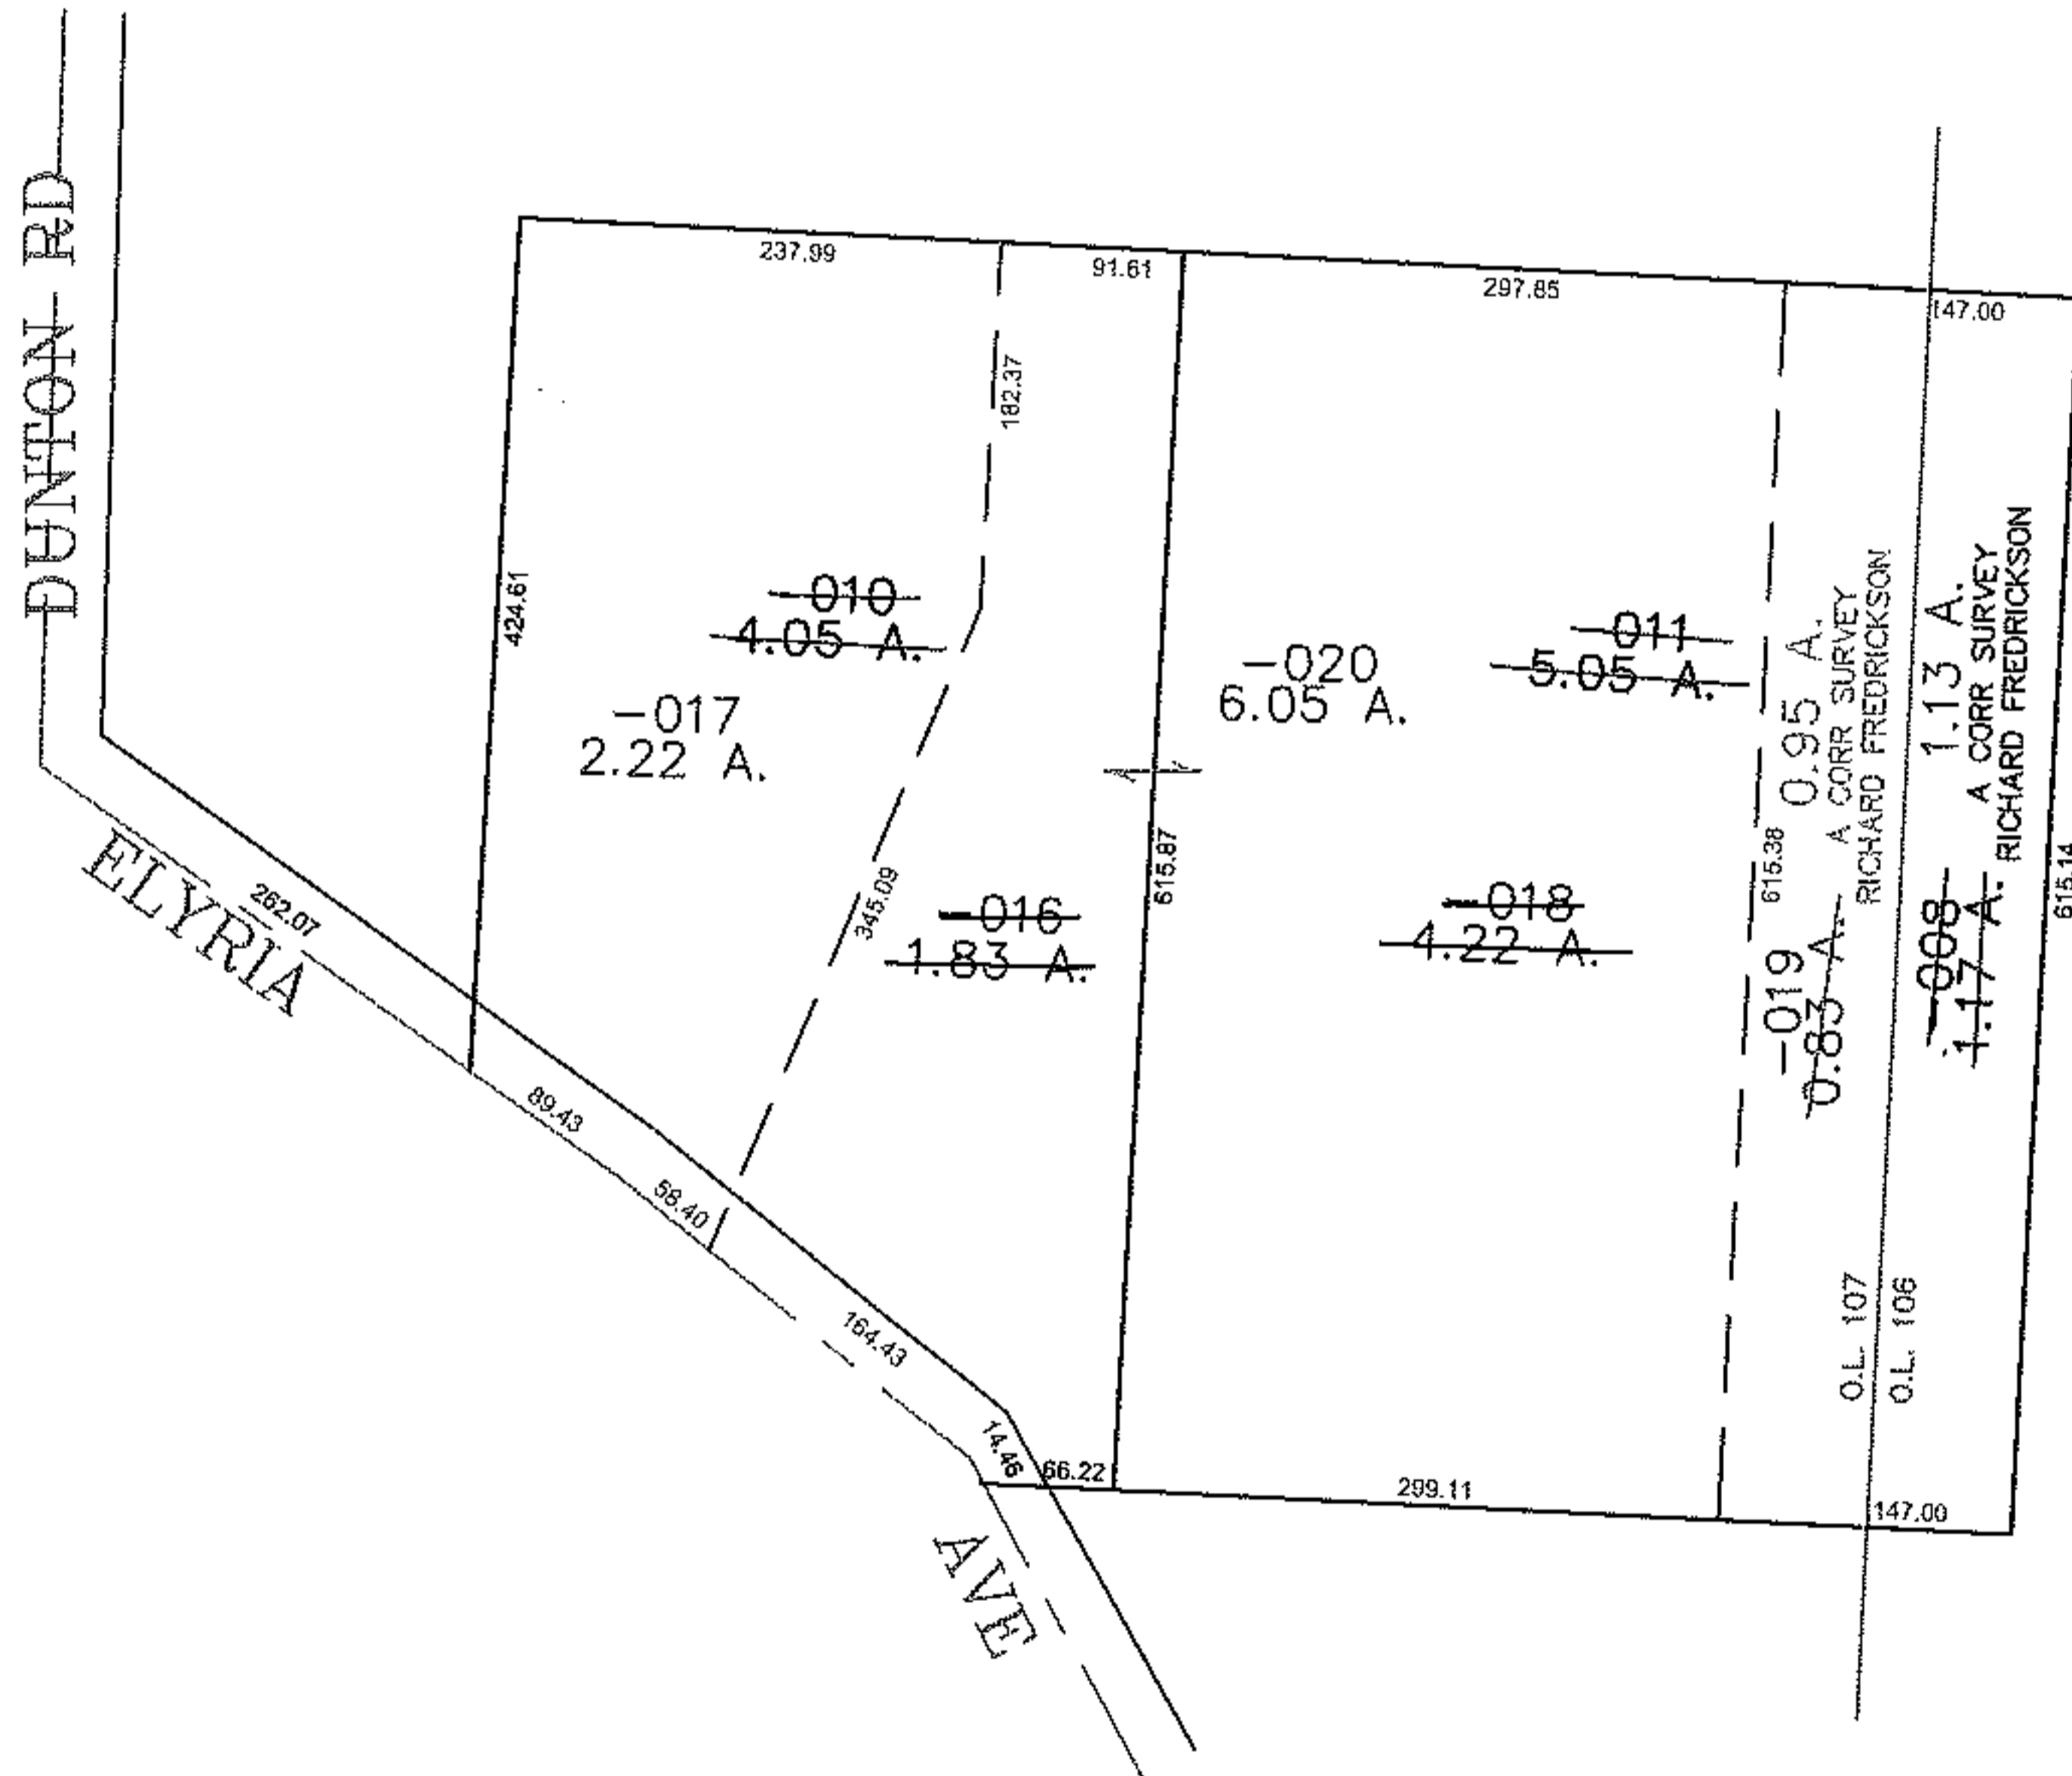 DUNTON RD
237.99
91.61
297.85
147.00
182.37
424.61
-010
4.05 A.
-011
5.05 A.
-020
6.05 A.
-017
2.22 A.
615.87
345.09
-016
1.83 A.
-018
4.22 A.
615.38
-019 0.95 A.
0.83 A. A CORR SURVEY
RICHARD FREDRICKSON
-008 1.13 A.
1.17 A. A CORR SURVEY
RICHARD FREDRICKSON
615.14
ELYRIA
262.07
89.43
58.40
164.43
14.46
66.22
299.11
147.00
O.L. 107
O.L. 106
AVE